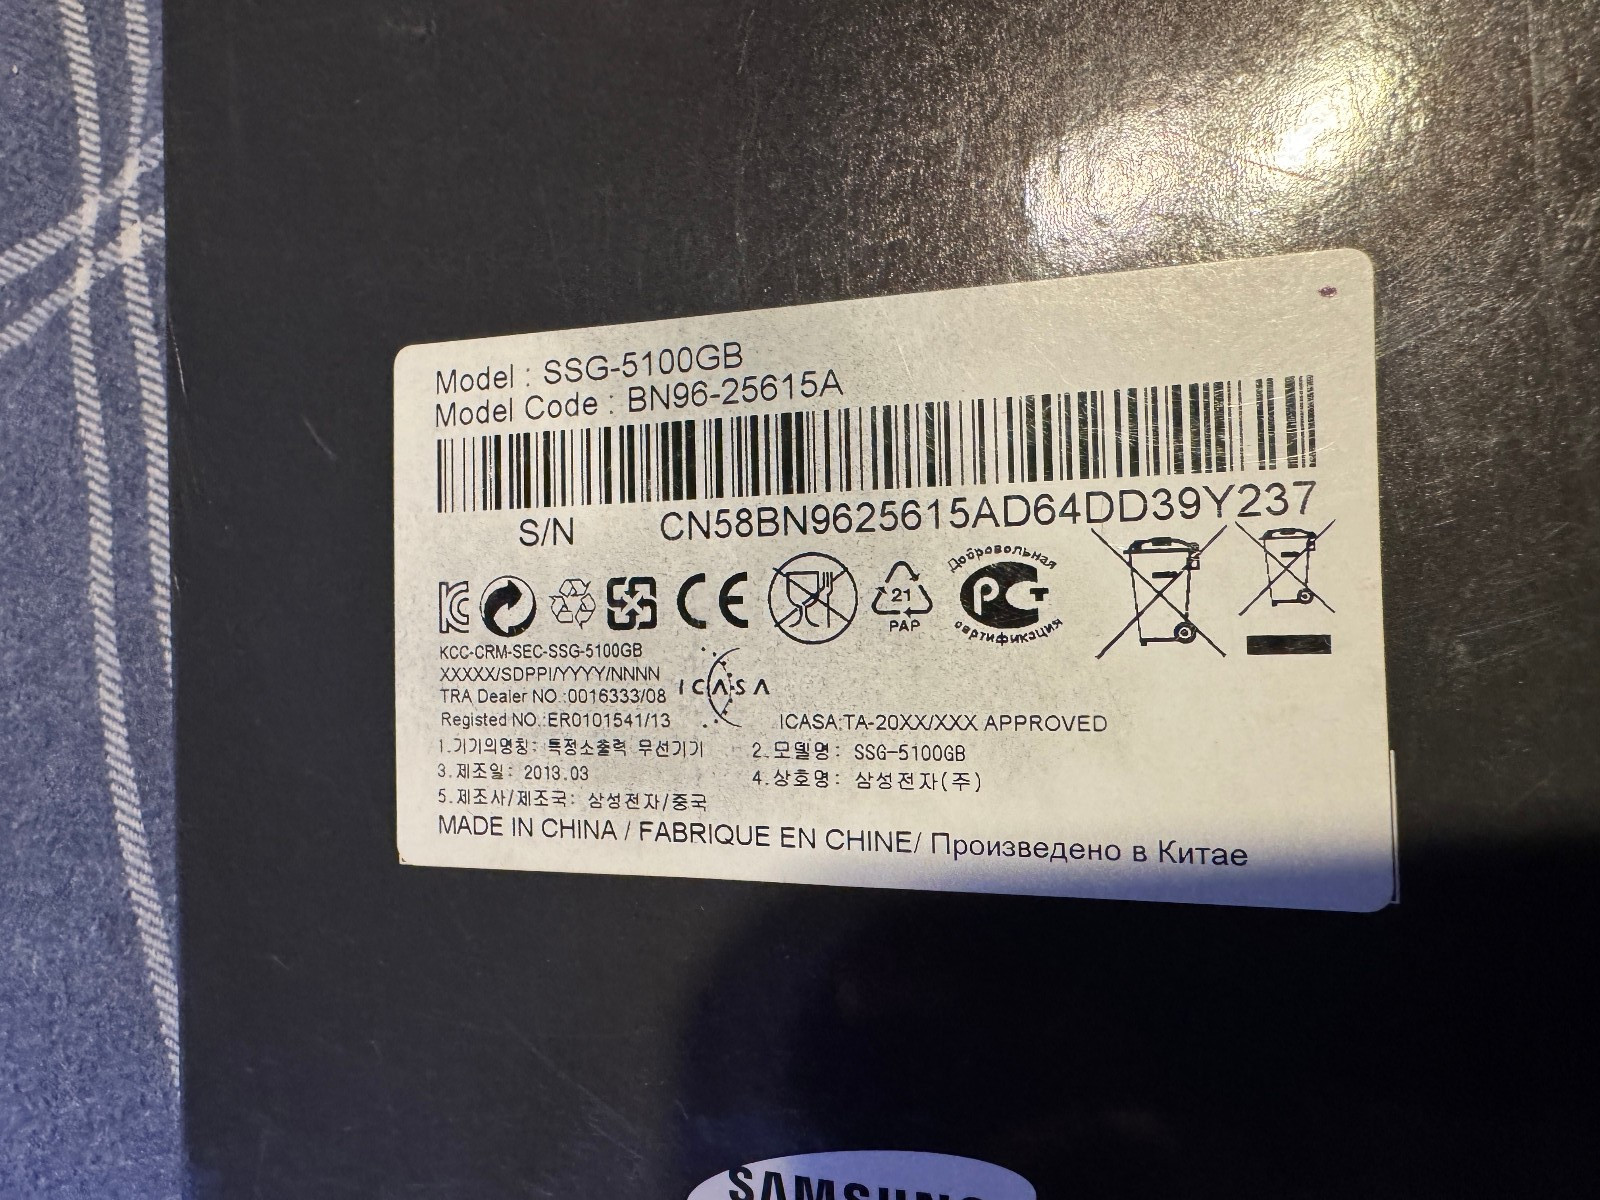 Model : SSG-5100GB
Model Code : BN96-25615A
S/N CN58BN9625615AD64DD39Y237
KC CE 21 PAP Добровольная РСТ сертификация
KCC-CRM-SEC-SSG-5100GB
XXXXX/SDPPI/YYYY/NNNN
TRA Dealer NO.:0016333/08 ICASA
Registed NO.:ER0101541/13 ICASA:TA-20XX/XXX APPROVED
1.기기의명칭: 특정소출력 무선기기 2.모델명: SSG-5100GB
3.제조일: 2013.03 4.상호명: 삼성전자(주)
5.제조사/제조국: 삼성전자/중국
MADE IN CHINA / FABRIQUE EN CHINE/ Произведено в Китае
SAMSUNG